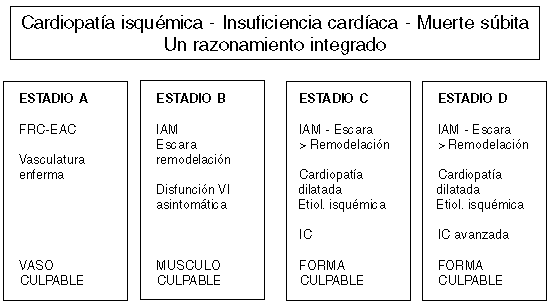 Cardiopatía isquémica - Insuficiencia cardíaca - Muerte súbita
Un razonamiento integrado
ESTADIO A
FRC-EAC
Vasculatura
enferma
VASO
CULPABLE
ESTADIO B
IAM
Escara
remodelación
Disfunción VI
asintomática
MUSCULO
CULPABLE
ESTADIO C
IAM - Escara
> Remodelación
Cardiopatía
dilatada
Etiol. isquémica
IC
FORMA
CULPABLE
ESTADIO D
IAM - Escara
> Remodelación
Cardiopatía
dilatada
Etiol. isquémica
IC avanzada
FORMA
CULPABLE